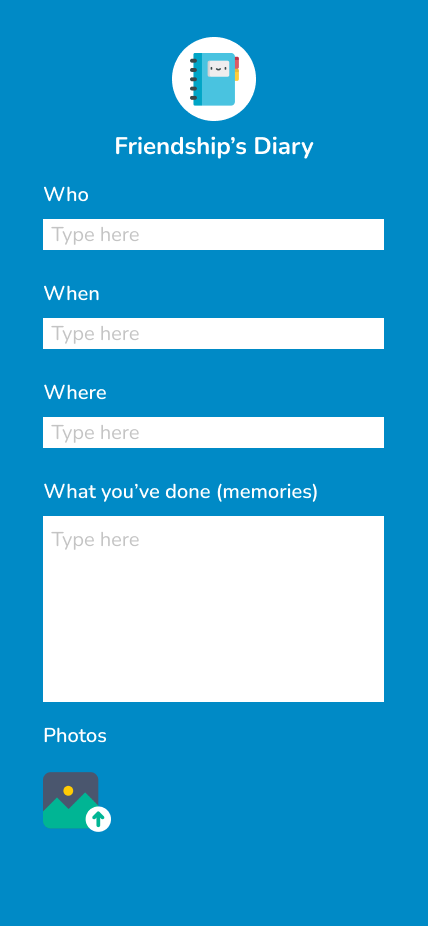 Friendship’s Diary
Who
Type here
When
Type here
Where
Type here
What you’ve done (memories)
Type here
Photos